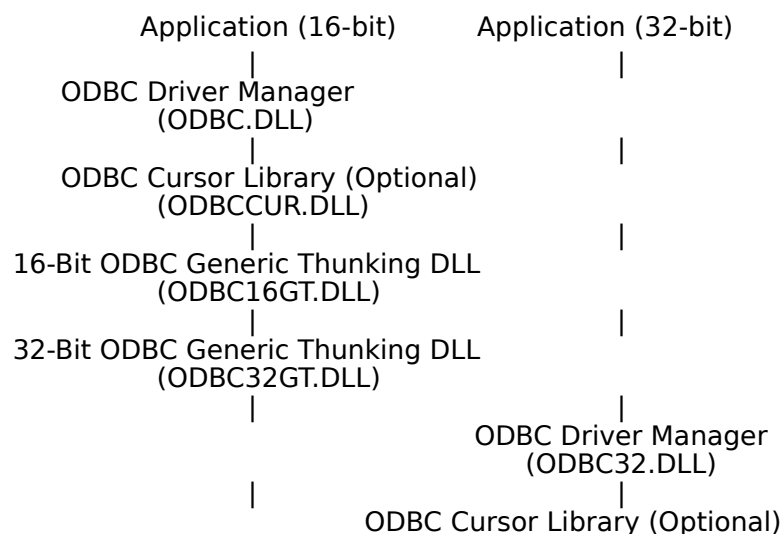 Application (16-bit) Application (32-bit)
| |
ODBC Driver Manager
(ODBC.DLL)
| |
ODBC Cursor Library (Optional)
(ODBCCUR.DLL)
| |
16-Bit ODBC Generic Thunking DLL
(ODBC16GT.DLL)
| |
32-Bit ODBC Generic Thunking DLL
(ODBC32GT.DLL)
| |
ODBC Driver Manager
(ODBC32.DLL)
| |
ODBC Cursor Library (Optional)